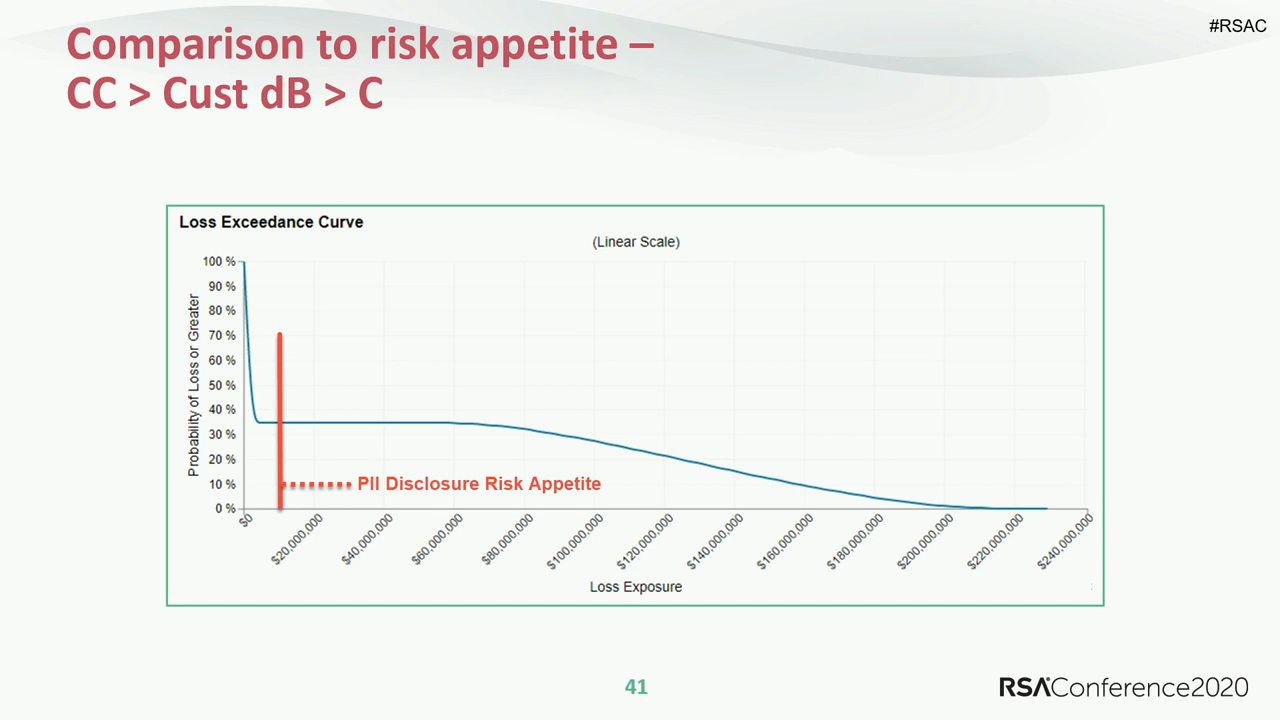 #RSAC
Comparison to risk appetite –
CC > Cust dB > C
Loss Exceedance Curve
(Linear Scale)
Probability of Loss or Greater
100 %
90 %
80 %
70 %
60 %
50 %
40 %
30 %
20 %
10 %
0 %
PII Disclosure Risk Appetite
$0
$20,000,000
$40,000,000
$60,000,000
$80,000,000
$100,000,000
$120,000,000
$140,000,000
$160,000,000
$180,000,000
$200,000,000
$220,000,000
$240,000,000
Loss Exposure
41
RSAConference2020